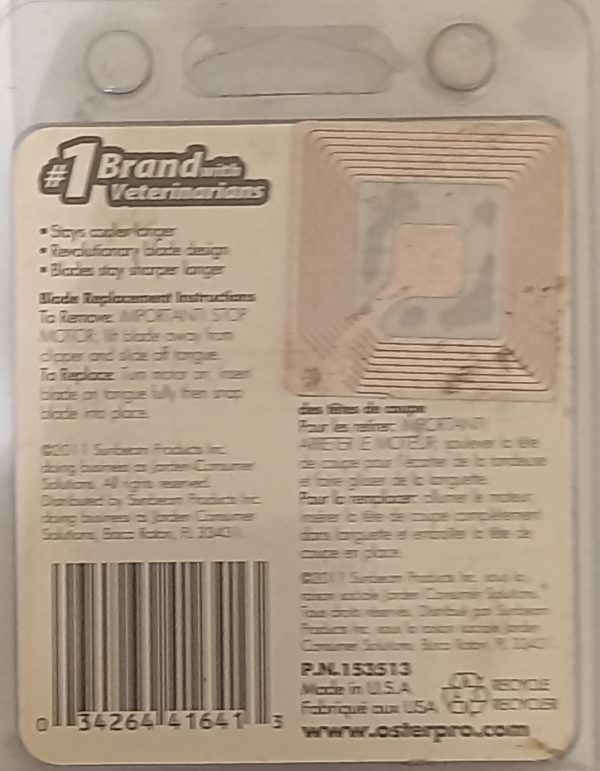 #1 Brand with
Veterinarians
• Stays cooler longer
• Revolutionary blade design
• Blades stay sharper longer
Blade Replacement Instructions
To Remove: IMPORTANT! STOP
MOTOR, lift blade away from
clipper and slide off tongue.
To Replace: Turn motor on, insert
blade on tongue fully then snap
blade into place.
©2011 Sunbeam Products Inc.
doing business as Jarden Consumer
Solutions. All rights reserved.
Distributed by Sunbeam Products Inc.
doing business as Jarden Consumer
Solutions, Boca Raton, FL 33431.
0 34264 41641 3
des têtes de coupe
Pour les retirer: IMPORTANT!
ARRETER LE MOTEUR, soulever la tête
de coupe pour l'écarter de la tondeuse
et faire glisser de la languette.
Pour la remplacer: allumer le moteur,
insérer la tête de coupe complètement
dans languette et emboîter la tête de
coupe en place.
©2011 Sunbeam Products Inc. sous la
raison sociale Jarden Consumer Solutions.
Tous droits réservés. Distribué par Sunbeam
Products Inc. sous la raison sociale Jarden
Consumer Solutions, Boca Raton, FL 33431.
P.N.153513
Made in U.S.A
Fabriqué aux USA
RECYCLE
RECYCLER
www.osterpro.com